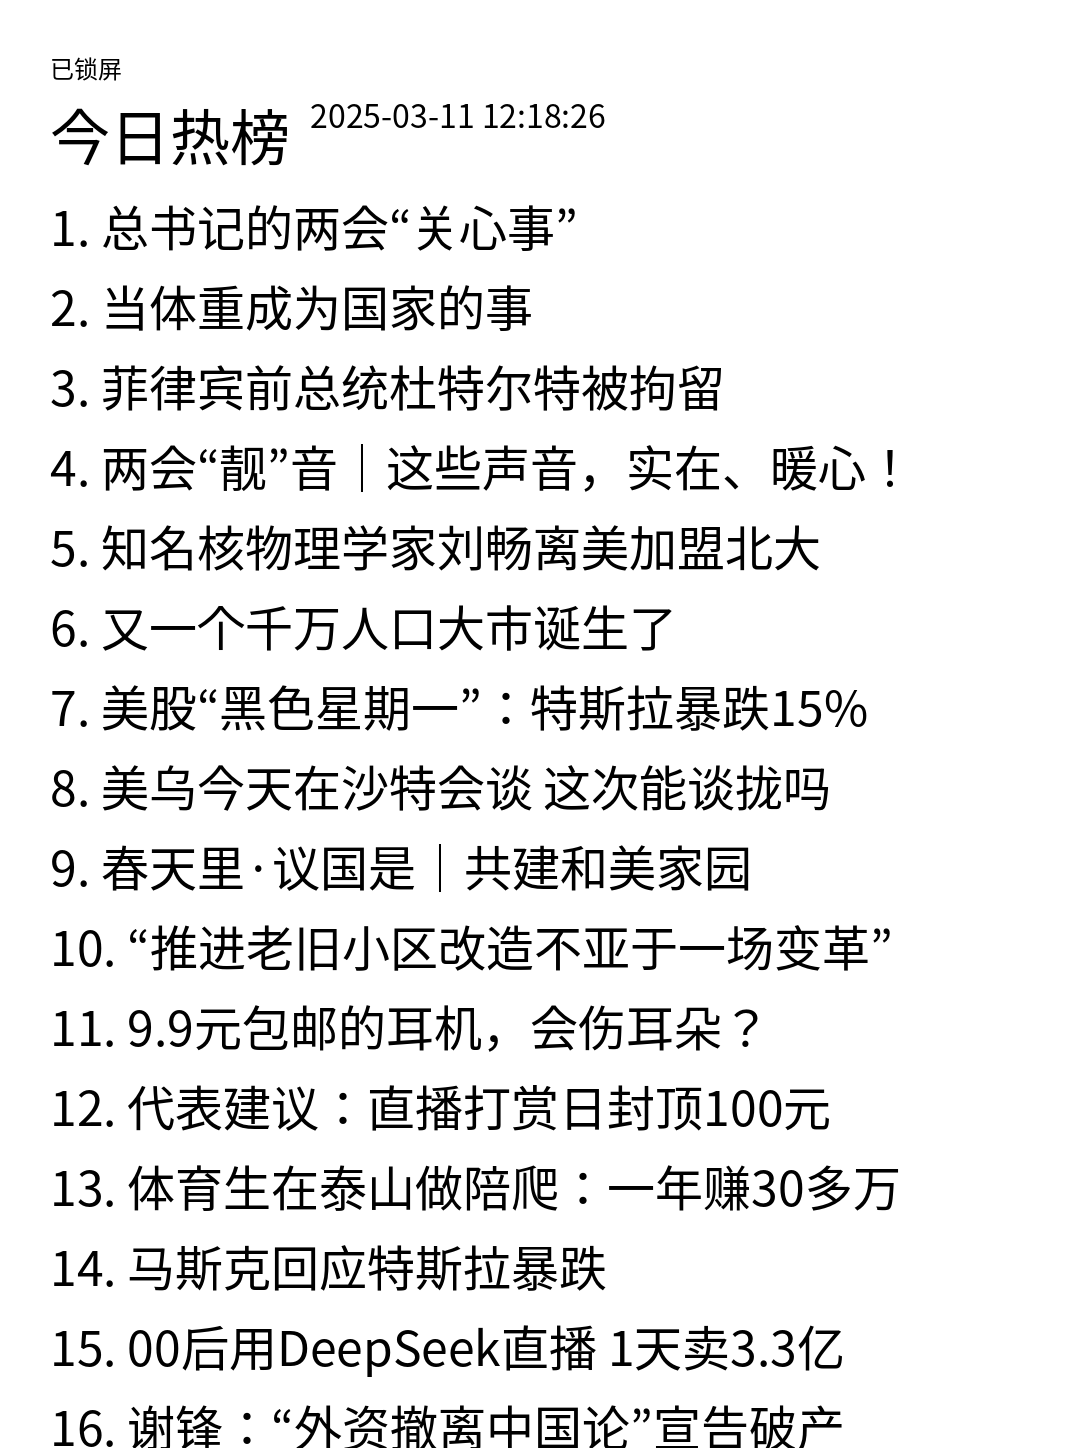 已锁屏
今日热榜 2025-03-11 12:18:26
1. 总书记的两会“关心事”
2. 当体重成为国家的事
3. 菲律宾前总统杜特尔特被拘留
4. 两会“靓”音｜这些声音，实在、暖心！
5. 知名核物理学家刘畅离美加盟北大
6. 又一个千万人口大市诞生了
7. 美股“黑色星期一”：特斯拉暴跌15%
8. 美乌今天在沙特会谈 这次能谈拢吗
9. 春天里·议国是｜共建和美家园
10. “推进老旧小区改造不亚于一场变革”
11. 9.9元包邮的耳机，会伤耳朵？
12. 代表建议：直播打赏日封顶100元
13. 体育生在泰山做陪爬：一年赚30多万
14. 马斯克回应特斯拉暴跌
15. 00后用DeepSeek直播 1天卖3.3亿
16. 谢锋：“外资撤离中国论”宣告破产